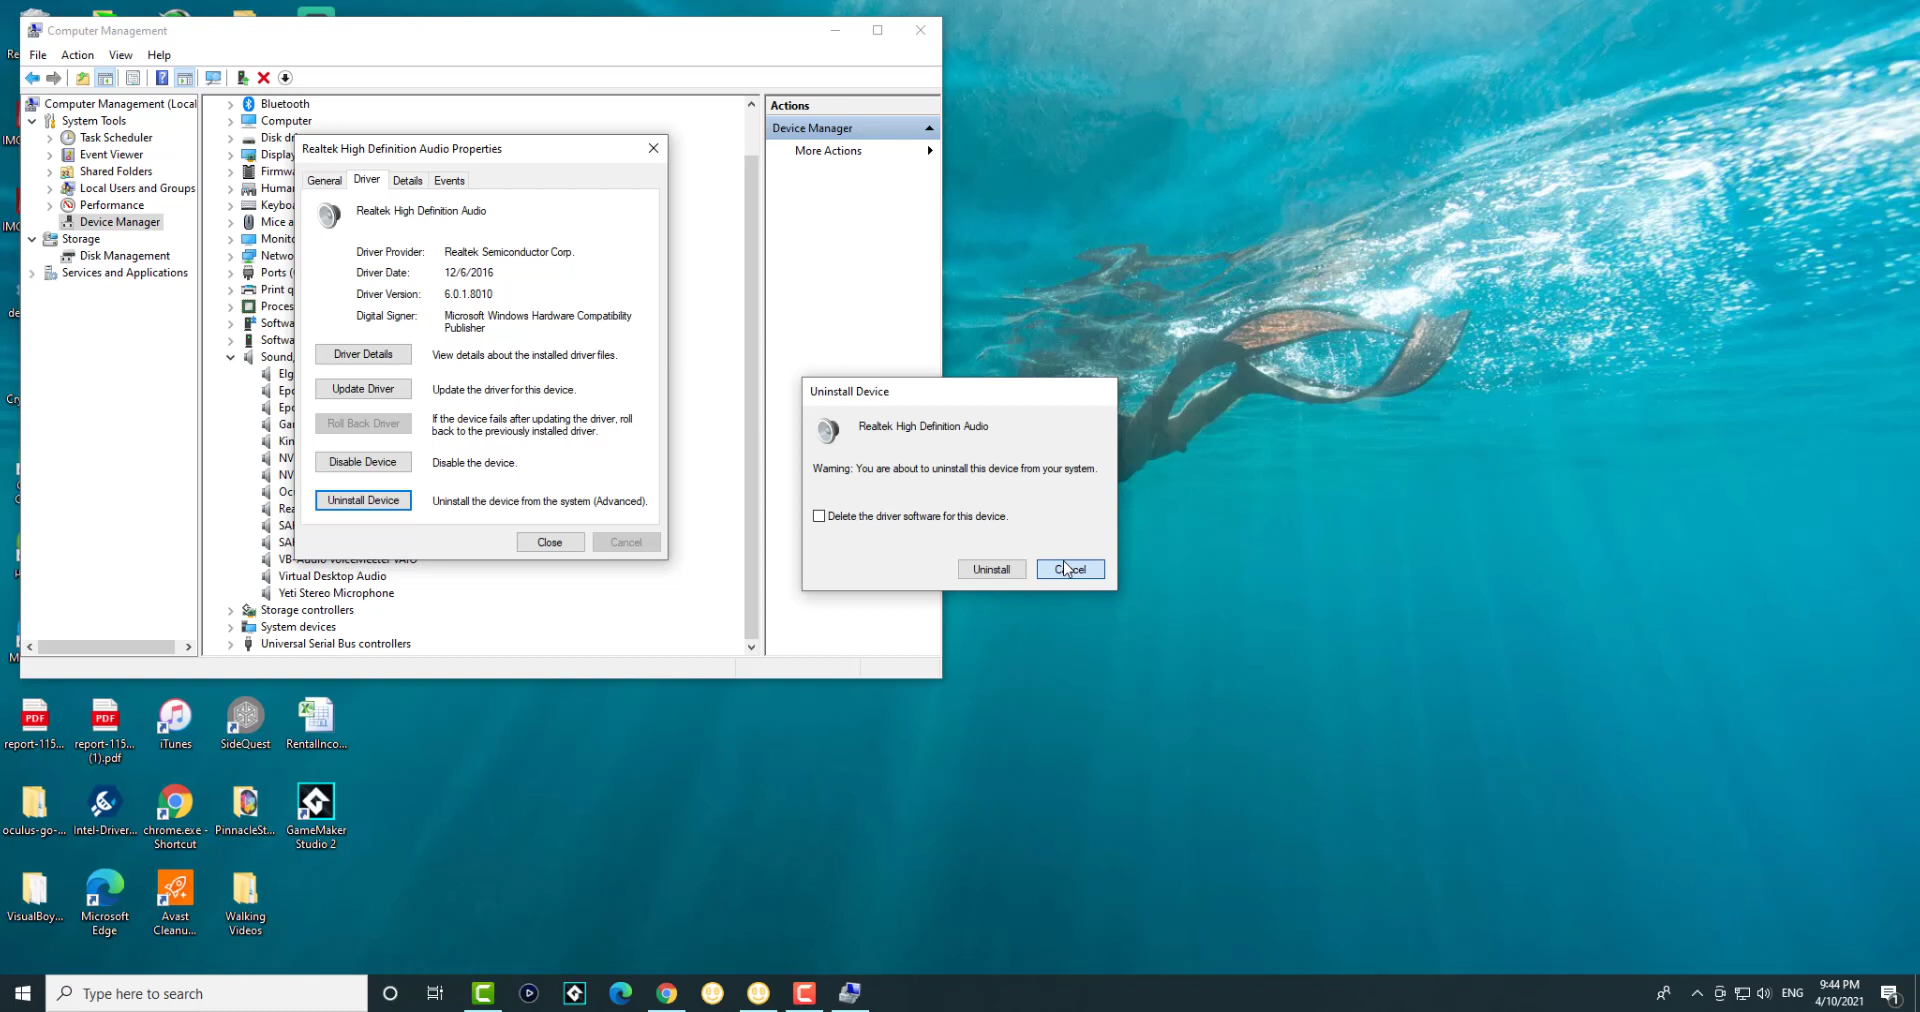 Computer Management
File Action View Help
Computer Management (Local
System Tools
Task Scheduler
Event Viewer
Shared Folders
Local Users and Groups
Performance
Device Manager
Storage
Disk Management
Services and Applications
Bluetooth
Computer
Disk dr
Display
Firmw
Human
Keybo
Mice a
Monito
Netwo
Ports (
Print q
Proces
Softwa
Softwa
Sound,
Elg
Epo
Epo
Gar
Kin
NV
NV
Ocu
Rea
SAI
SAI
VB-Audio VoiceMeeter VAIO
Virtual Desktop Audio
Yeti Stereo Microphone
Storage controllers
System devices
Universal Serial Bus controllers
Actions
Device Manager
More Actions
Realtek High Definition Audio Properties
General Driver Details Events
Realtek High Definition Audio
Driver Provider: Realtek Semiconductor Corp.
Driver Date: 12/6/2016
Driver Version: 6.0.1.8010
Digital Signer: Microsoft Windows Hardware Compatibility
Publisher
Driver Details View details about the installed driver files.
Update Driver Update the driver for this device.
Roll Back Driver If the device fails after updating the driver, roll
back to the previously installed driver.
Disable Device Disable the device.
Uninstall Device Uninstall the device from the system (Advanced).
Close Cancel
Uninstall Device
Realtek High Definition Audio
Warning: You are about to uninstall this device from your system.
Delete the driver software for this device.
Uninstall Cancel
report-115... report-115... iTunes SideQuest RentalInco...
(1).pdf
oculus-go-... Intel-Driver... chrome.exe - PinnacleSt... GameMaker
Shortcut Studio 2
VisualBoy... Microsoft Avast Walking
Edge Cleanu... Videos
Type here to search
ENG
9:44 PM
4/10/2021
1